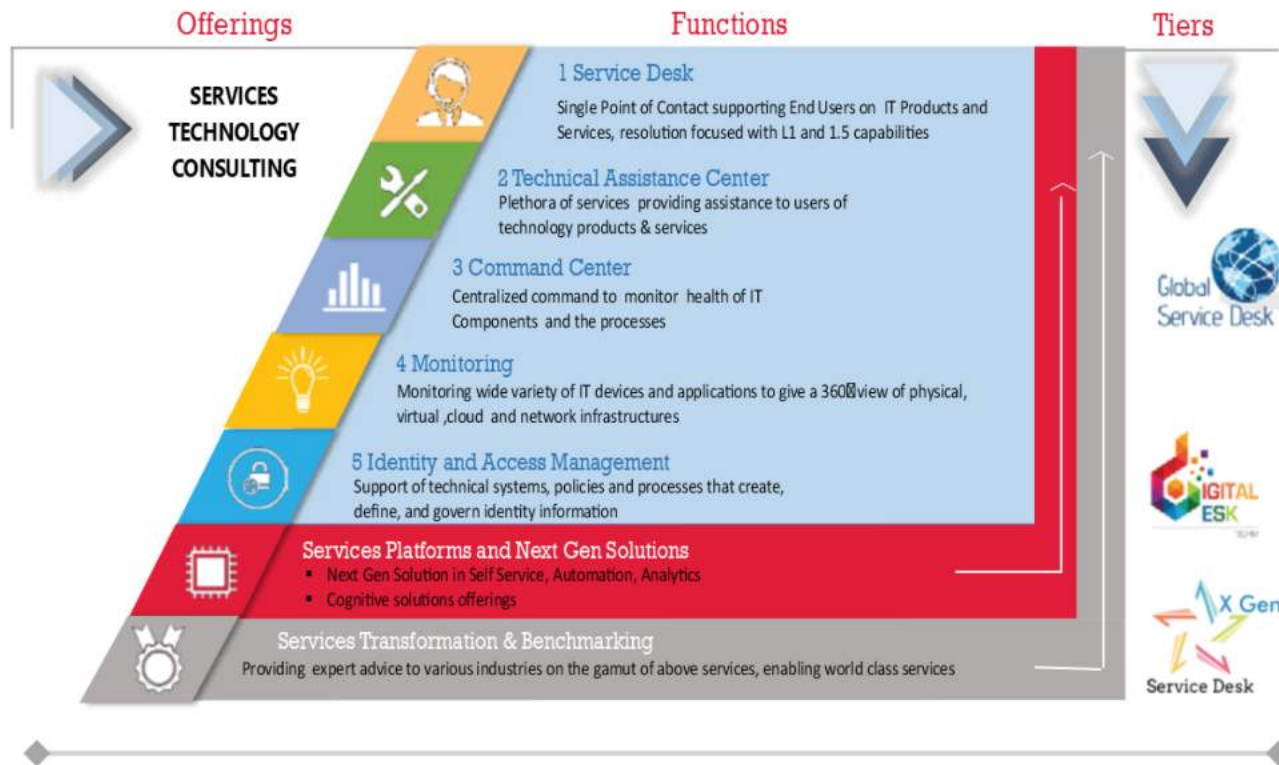 Offerings
Functions
Tiers
SERVICES
TECHNOLOGY
CONSULTING
1 Service Desk
Single Point of Contact supporting End Users on IT Products and
Services, resolution focused with L1 and 1.5 capabilities
2 Technical Assistance Center
Plethora of services providing assistance to users of
technology products & services
3 Command Center
Centralized command to monitor health of IT
Components and the processes
4 Monitoring
Monitoring wide variety of IT devices and applications to give a 360 view of physical,
virtual ,cloud and network infrastructures
5 Identity and Access Management
Support of technical systems, policies and processes that create,
define, and govern identity information
Services Platforms and Next Gen Solutions
▪ Next Gen Solution in Self Service, Automation, Analytics
▪ Cognitive solutions offerings
Services Transformation & Benchmarking
Providing expert advice to various industries on the gamut of above services, enabling world class services
Global
Service Desk
DIGITAL
DESK
X Gen
Service Desk